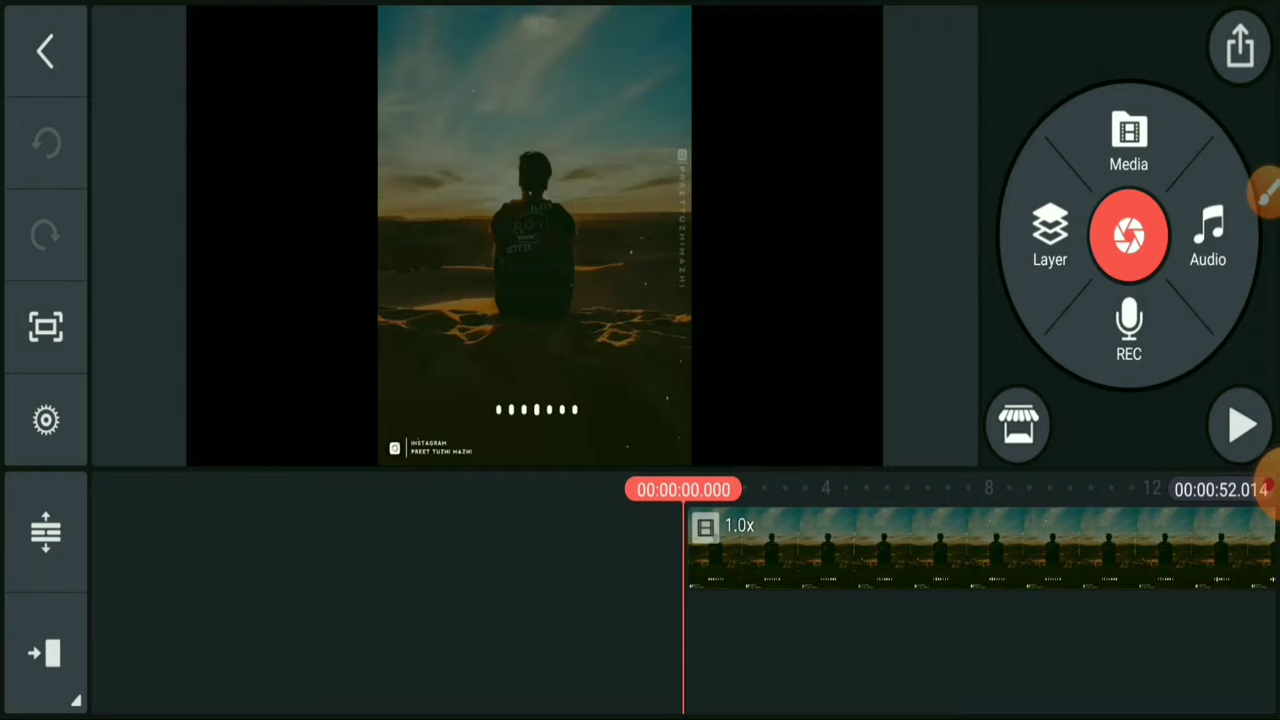 Media
Layer
Audio
REC
PREETTUZHIMAZHI
INSTAGRAM
PREET TUZHI MAZHI
00:00:00.000
4
8
12
00:00:52.014
1.0x